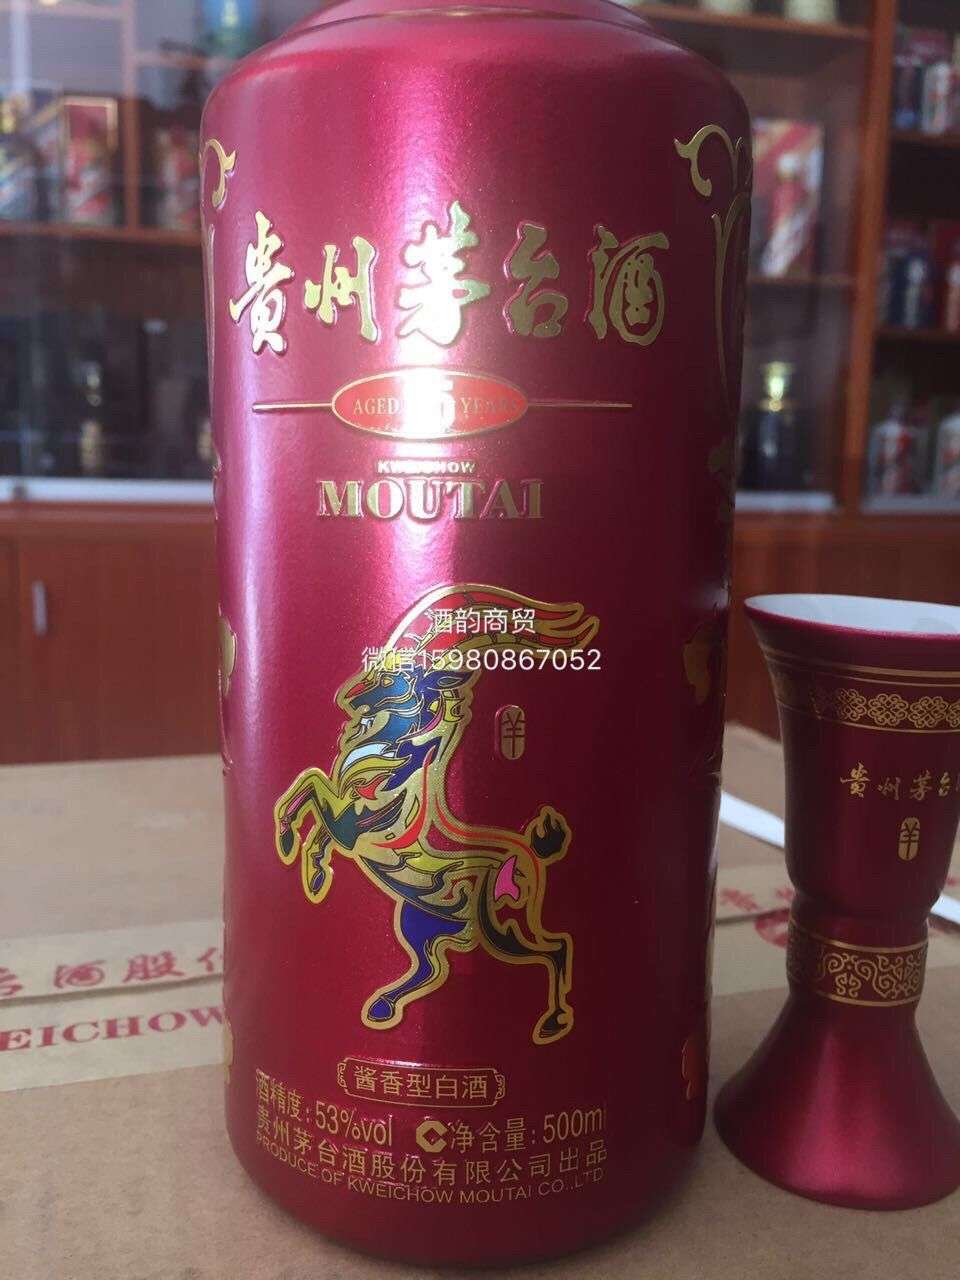 贵州茅台酒
AGED YEARS
KWEICHOW
MOUTAI
酒韵商贸
微信15980867052
羊
贵州茅台
羊
台酒股份
KWEICHOW
酱香型白酒
酒精度:53%vol 净含量:500ml
贵州茅台酒股份有限公司出品
PRODUCE OF KWEICHOW MOUTAI CO.,LTD